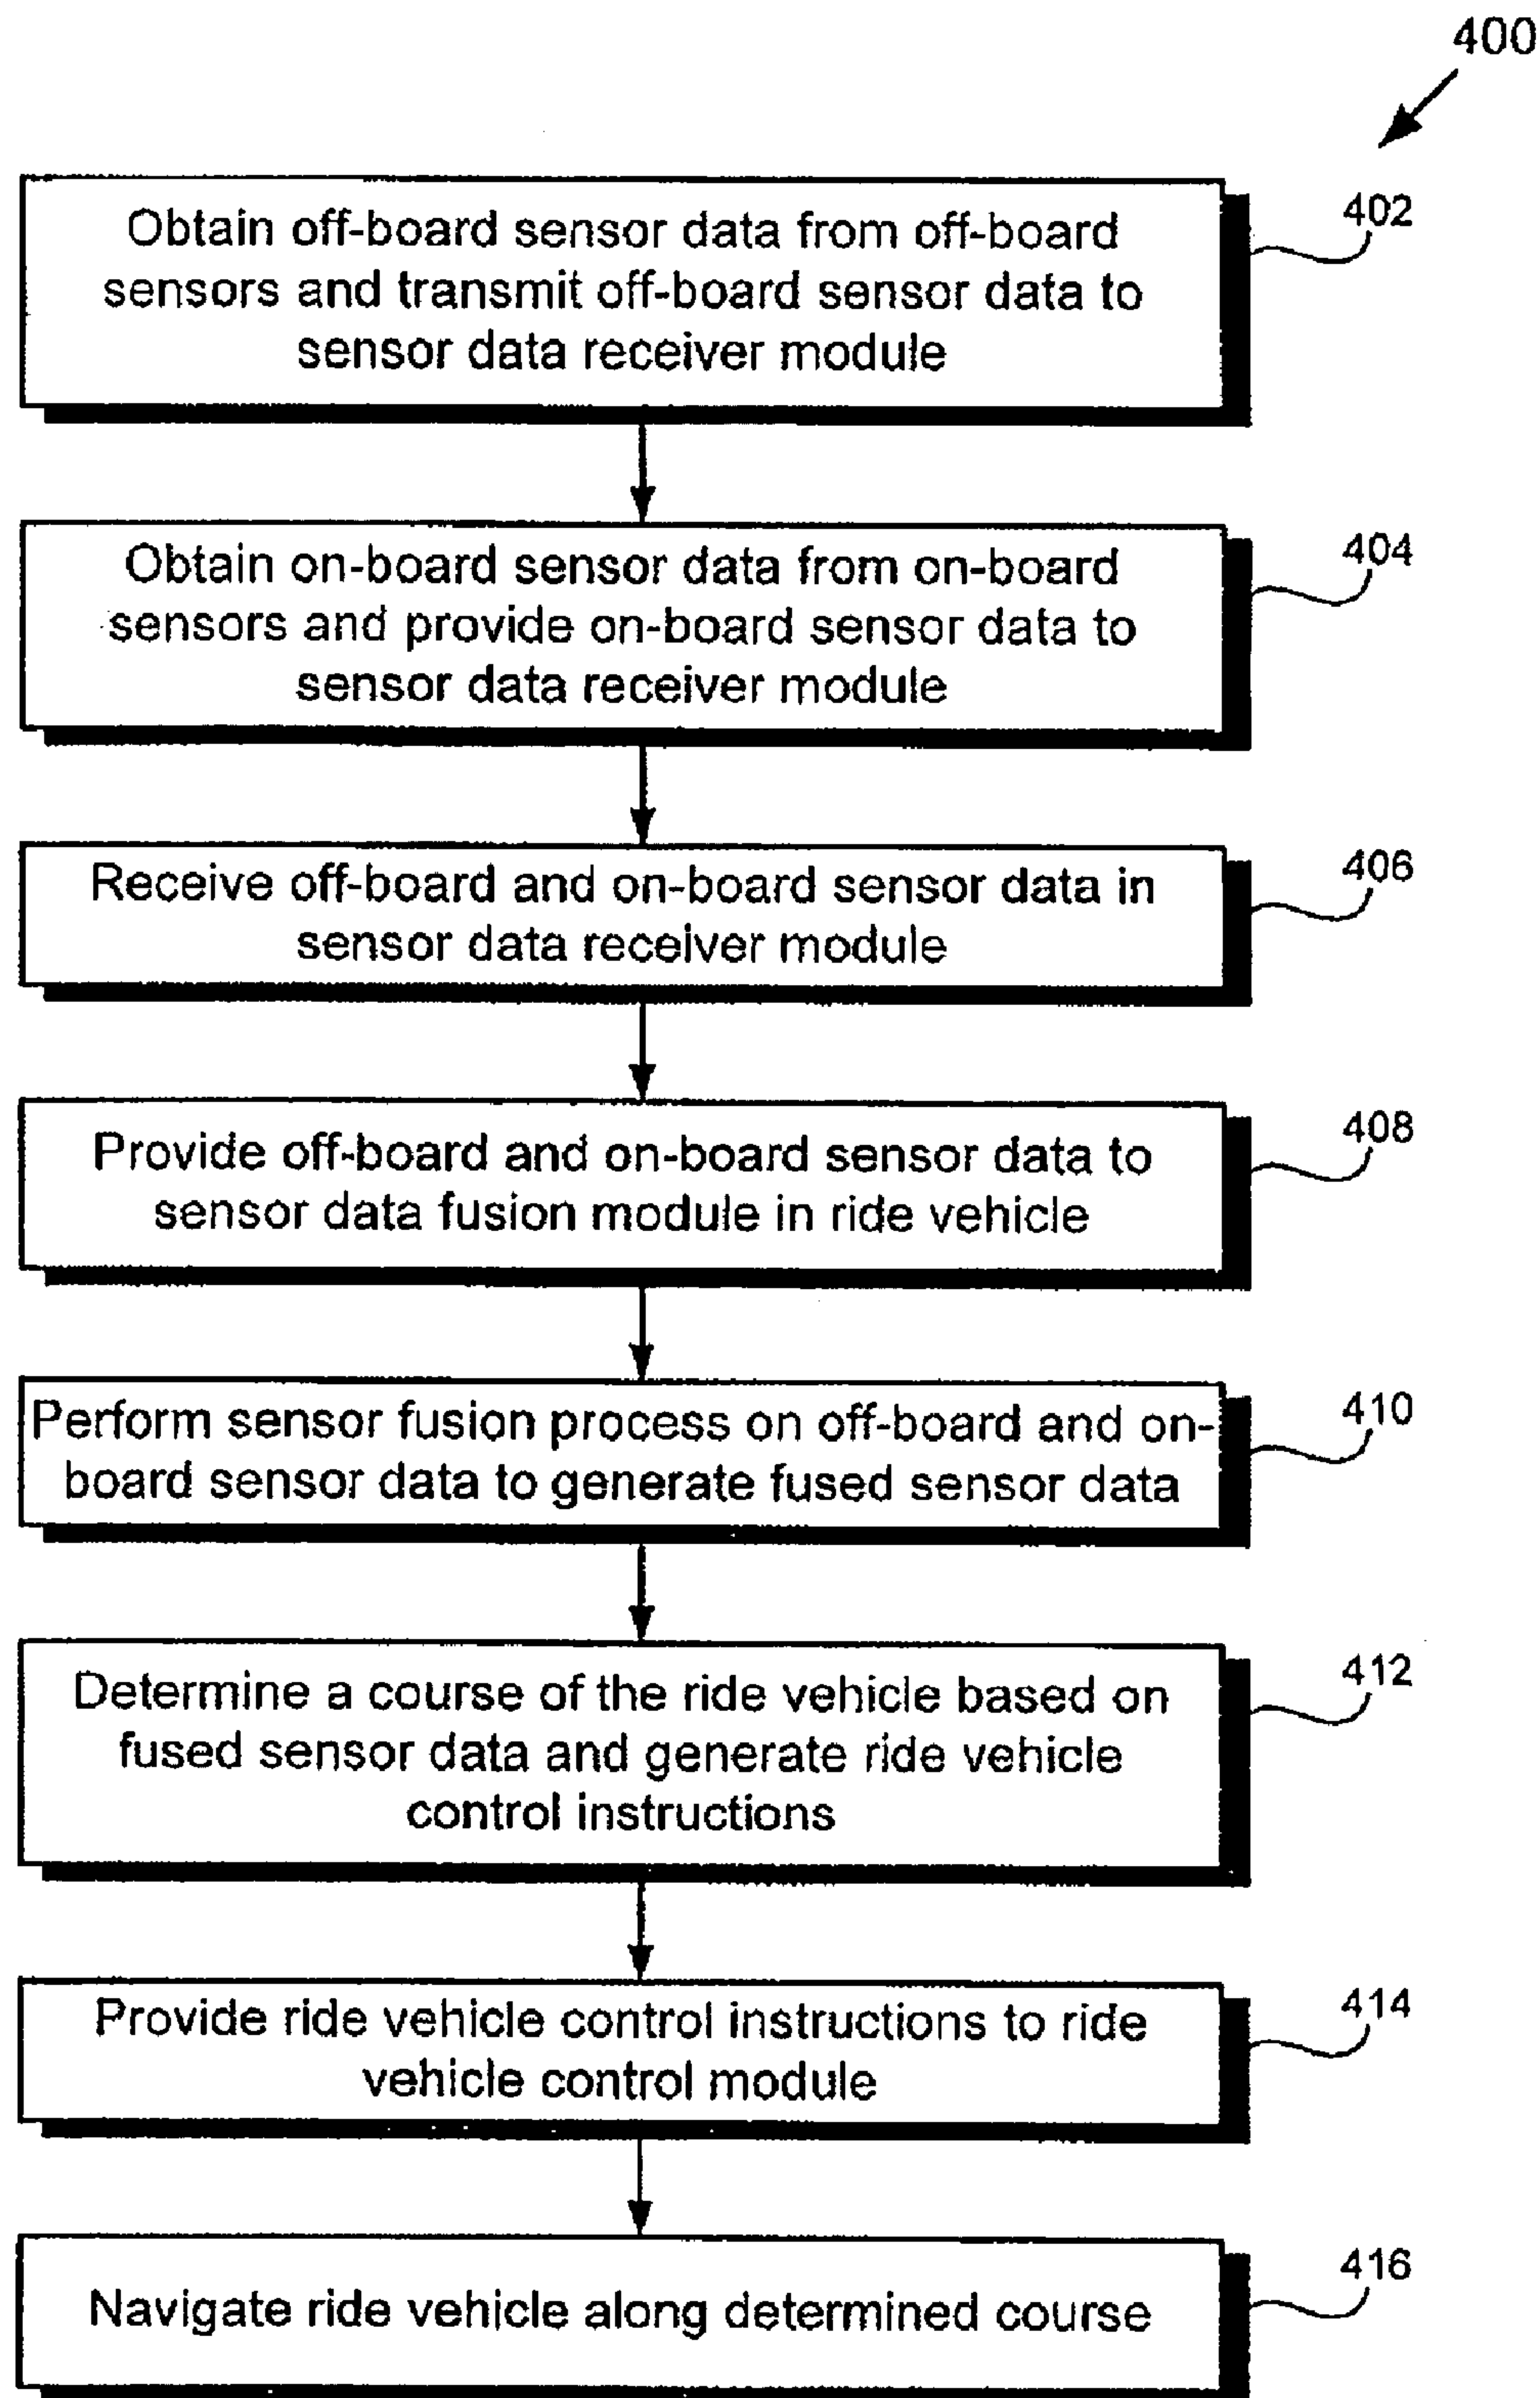 400
Obtain off-board sensor data from off-board
sensors and transmit off-board sensor data to
sensor data receiver module
402
Obtain on-board sensor data from on-board
sensors and provide on-board sensor data to
sensor data receiver module
404
Receive off-board and on-board sensor data in
sensor data receiver module
406
Provide off-board and on-board sensor data to
sensor data fusion module in ride vehicle
408
Perform sensor fusion process on off-board and on-
board sensor data to generate fused sensor data
410
Determine a course of the ride vehicle based on
fused sensor data and generate ride vehicle
control instructions
412
Provide ride vehicle control instructions to ride
vehicle control module
414
Navigate ride vehicle along determined course
416